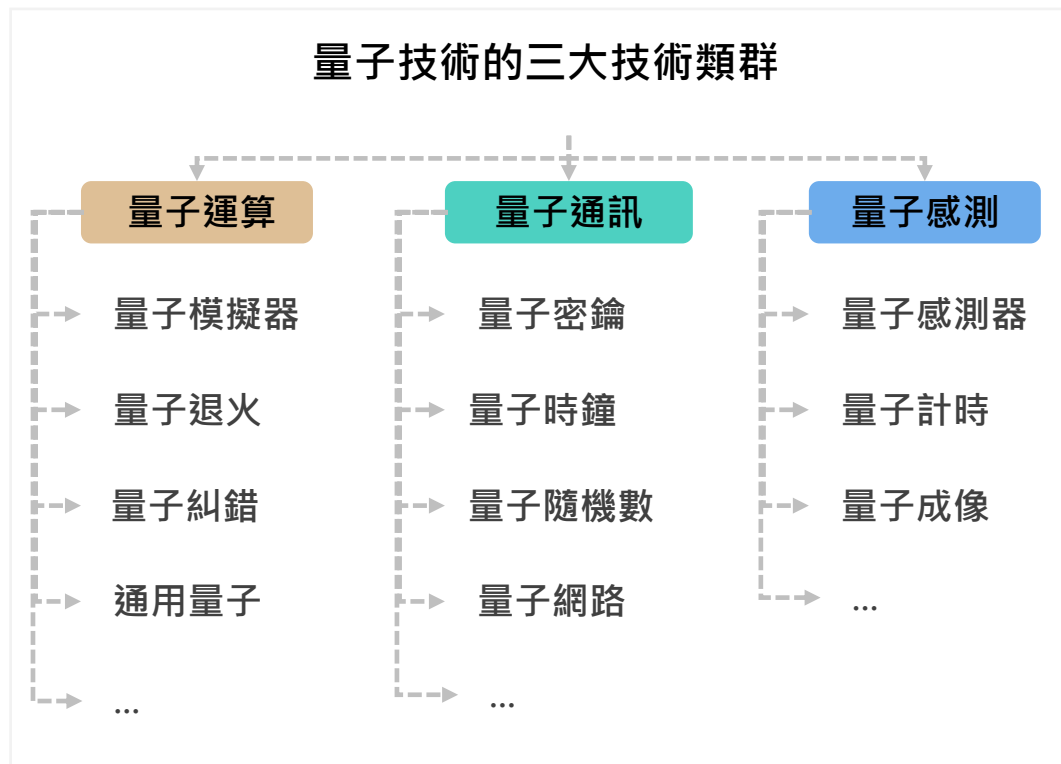 量子技術的三大技術類群
量子運算
量子模擬器
量子退火
量子糾錯
通用量子
...
量子通訊
量子密鑰
量子時鐘
量子隨機數
量子網路
...
量子感測
量子感測器
量子計時
量子成像
...